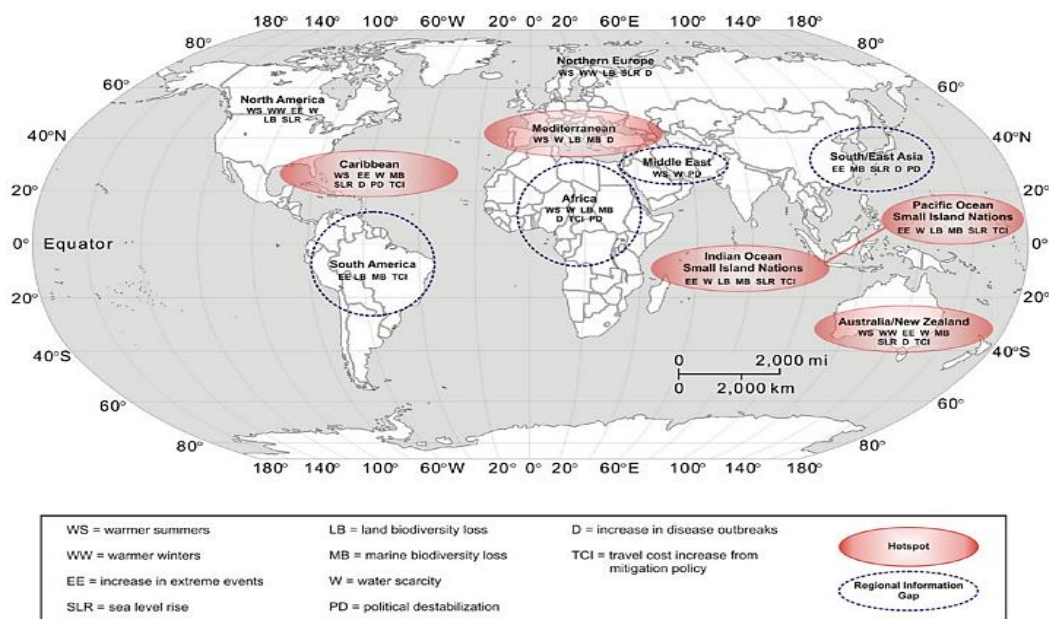 180° 140° 100° 60°W 20° 0° 20° 60°E 100° 140° 180°
80° 80°
Northern Europe
WS WW LB SLR D
60° 60°
North America
WS WW EE W
LB SLR
40°N 40°N
Mediterranean
WS W LB MB D
South/East Asia
EE MB SLR D PD
Caribbean
WS EE W MB
SLR D PD TCI
Middle East
WS W PD
20° 20°
Africa
WS W LB MB
D TCI PD
Pacific Ocean
Small Island Nations
EE W LB MB SLR TCI
Equator 0° 0°
Indian Ocean
Small Island Nations
EE W LB MB SLR TCI
South America
EE LB MB TCI
20° 20°
Australia/New Zealand
WS WW EE W MB
SLR D TCI
40°S 40°S
0 2,000 mi
0 2,000 km
60° 60°
80° 80°
180° 140° 100° 60°W 20° 0° 20° 60°E 100° 140° 180°
WS = warmer summers
WW = warmer winters
EE = increase in extreme events
SLR = sea level rise
LB = land biodiversity loss
MB = marine biodiversity loss
W = water scarcity
PD = political destabilization
D = increase in disease outbreaks
TCI = travel cost increase from
mitigation policy
Hotspot
Regional Information
Gap